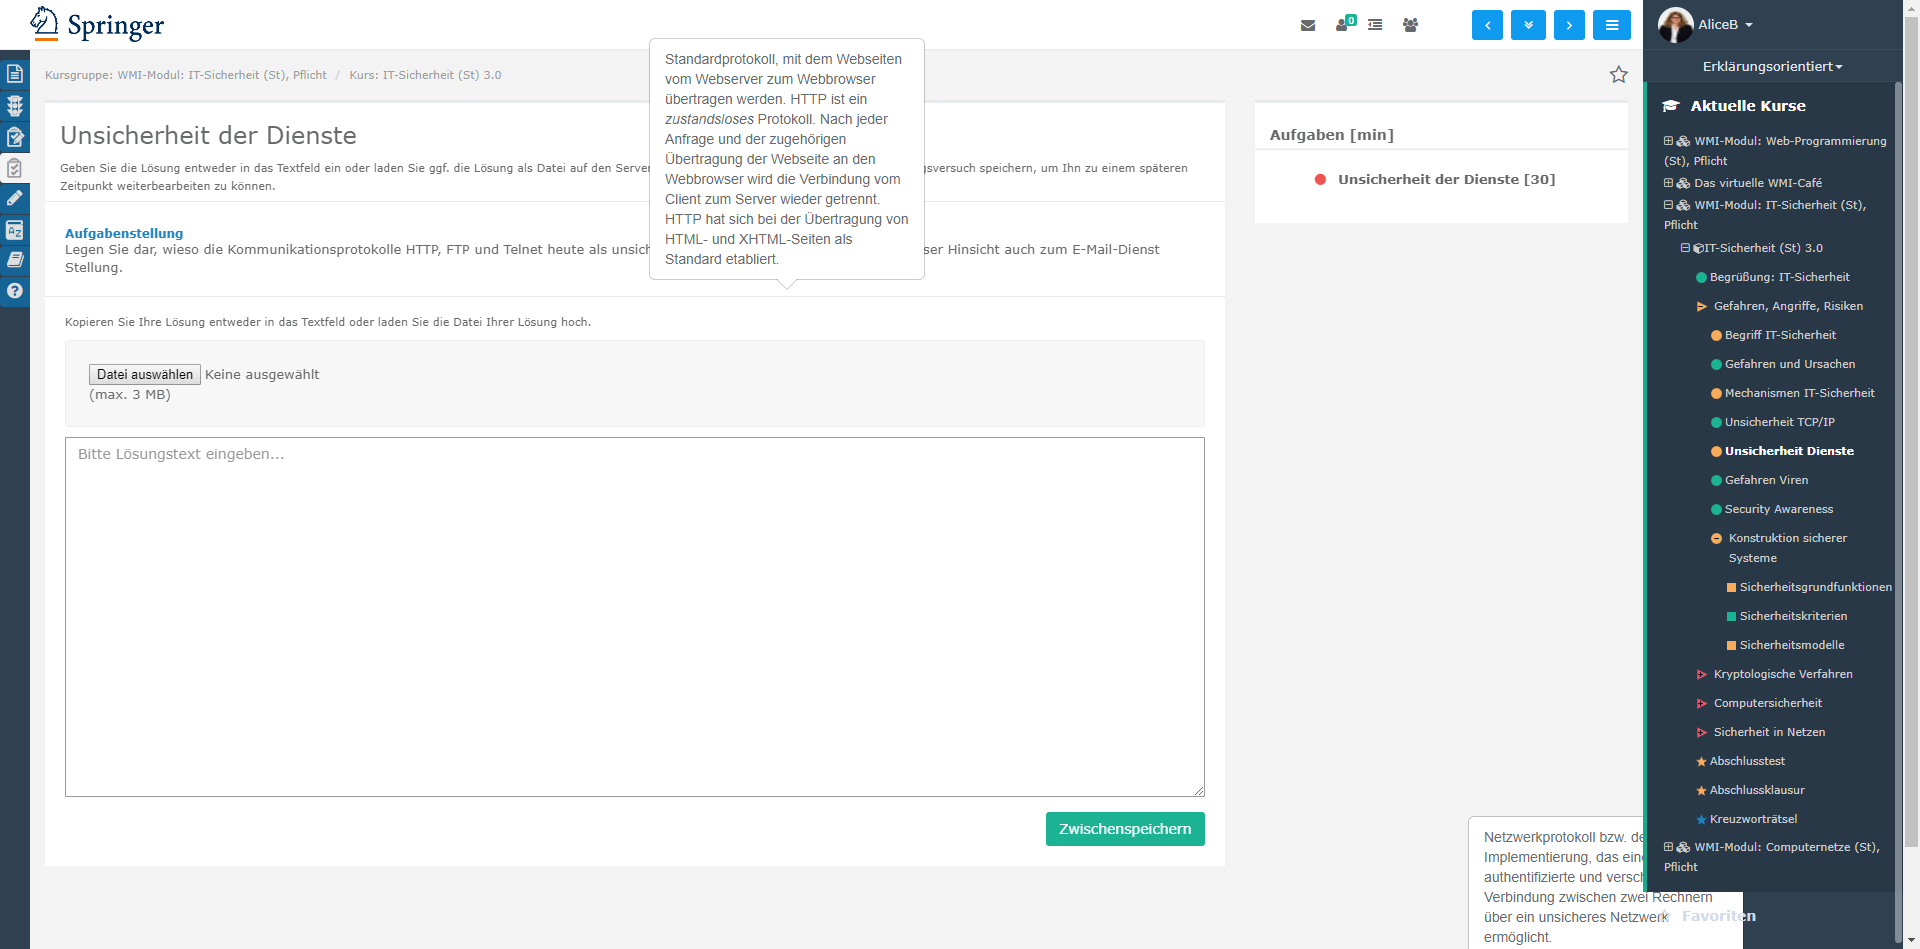 Springer
0
AliceB
Erklärungsorientiert
Kursgruppe: WMI-Modul: IT-Sicherheit (St), Pflicht / Kurs: IT-Sicherheit (St) 3.0
Unsicherheit der Dienste
Geben Sie die Lösung entweder in das Textfeld ein oder laden Sie ggf. die Lösung als Datei auf den Server
gsversuch speichern, um Ihn zu einem späteren
Zeitpunkt weiterbearbeiten zu können.
Aufgabenstellung
Legen Sie dar, wieso die Kommunikationsprotokolle HTTP, FTP und Telnet heute als unsich
ser Hinsicht auch zum E-Mail-Dienst
Stellung.
Standardprotokoll, mit dem Webseiten
vom Webserver zum Webbrowser
übertragen werden. HTTP ist ein
zustandsloses Protokoll. Nach jeder
Anfrage und der zugehörigen
Übertragung der Webseite an den
Webbrowser wird die Verbindung vom
Client zum Server wieder getrennt.
HTTP hat sich bei der Übertragung von
HTML- und XHTML-Seiten als
Standard etabliert.
Kopieren Sie Ihre Lösung entweder in das Textfeld oder laden Sie die Datei Ihrer Lösung hoch.
Datei auswählen Keine ausgewählt
(max. 3 MB)
Bitte Lösungstext eingeben...
Zwischenspeichern
Aufgaben [min]
Unsicherheit der Dienste [30]
Aktuelle Kurse
WMI-Modul: Web-Programmierung
(St), Pflicht
Das virtuelle WMI-Café
WMI-Modul: IT-Sicherheit (St),
Pflicht
IT-Sicherheit (St) 3.0
Begrüßung: IT-Sicherheit
Gefahren, Angriffe, Risiken
Begriff IT-Sicherheit
Gefahren und Ursachen
Mechanismen IT-Sicherheit
Unsicherheit TCP/IP
Unsicherheit Dienste
Gefahren Viren
Security Awareness
Konstruktion sicherer
Systeme
Sicherheitsgrundfunktionen
Sicherheitskriterien
Sicherheitsmodelle
Kryptologische Verfahren
Computersicherheit
Sicherheit in Netzen
Abschlusstest
Abschlussklausur
Kreuzworträtsel
WMI-Modul: Computernetze (St),
Pflicht
Favoriten
Netzwerkprotokoll bzw. de
Implementierung, das ein
authentifizierte und versch
Verbindung zwischen zwei Rechnern
über ein unsicheres Netzwerk
ermöglicht.